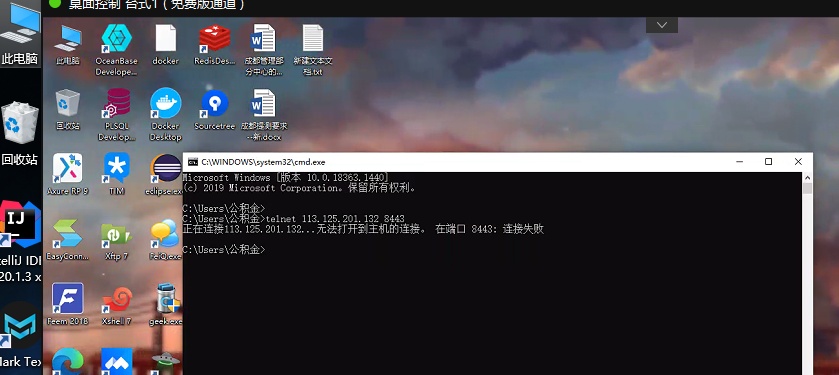 桌面控制 台式1 ( 免费版通道 )
此电脑
回收站
20.1.3 x
此电脑
OceanBase
Develope...
docker
RedisDes...
成都管理部
分中心的...
新建文本文
档.txt
回收站
PLSQL
Develop...
Docker
Desktop
Sourcetree
成都提测要求
--新.docx
Axure RP 9
TIM
eclipse.exe
EasyConn...
Xftp 7
FeiQ.exe
Feem 2018
Xshell 7
geek.exe
C:\WINDOWS\system32\cmd.exe
Microsoft Windows [版本 10.0.18363.1440]
(c) 2019 Microsoft Corporation。保留所有权利。
C:\Users\公积金>
C:\Users\公积金>telnet 113.125.201.132 8443
正在连接113.125.201.132...无法打开到主机的连接。 在端口 8443: 连接失败
C:\Users\公积金>